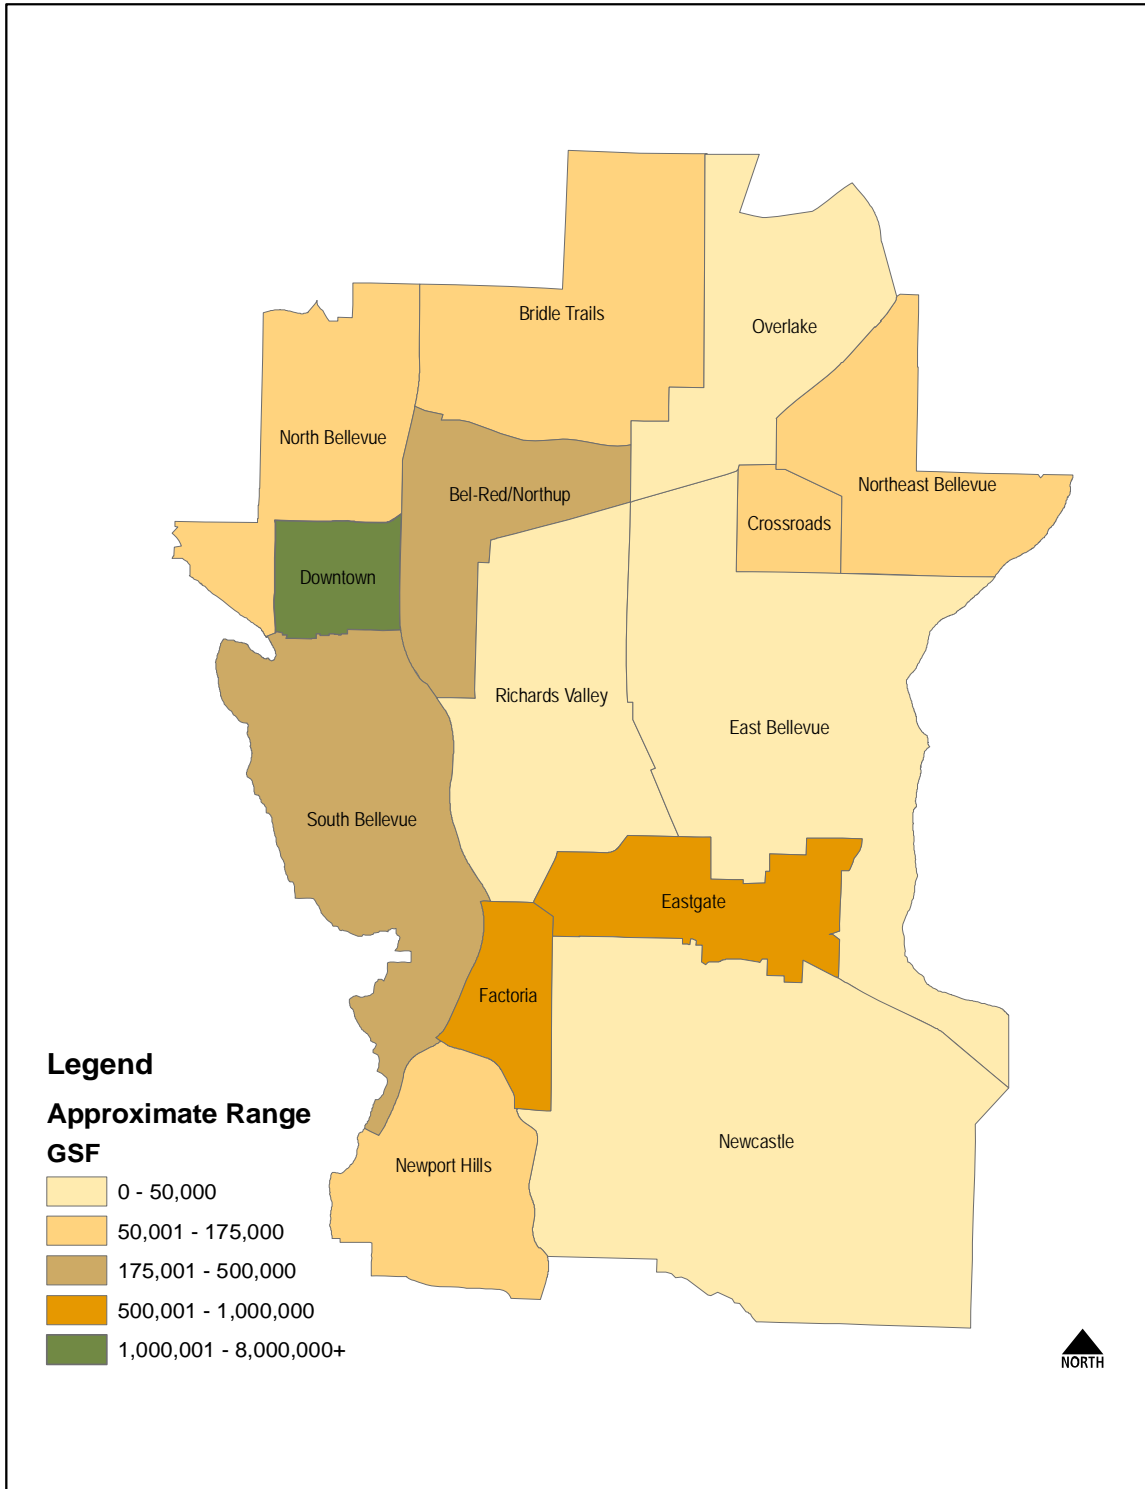 Bridle Trails
Overlake
North Bellevue
Bel-Red/Northup
Northeast Bellevue
Crossroads
Downtown
Richards Valley
East Bellevue
South Bellevue
Eastgate
Factoria
Newcastle
Newport Hills
Legend
Approximate Range
GSF
0 - 50,000
50,001 - 175,000
175,001 - 500,000
500,001 - 1,000,000
1,000,001 - 8,000,000+
NORTH